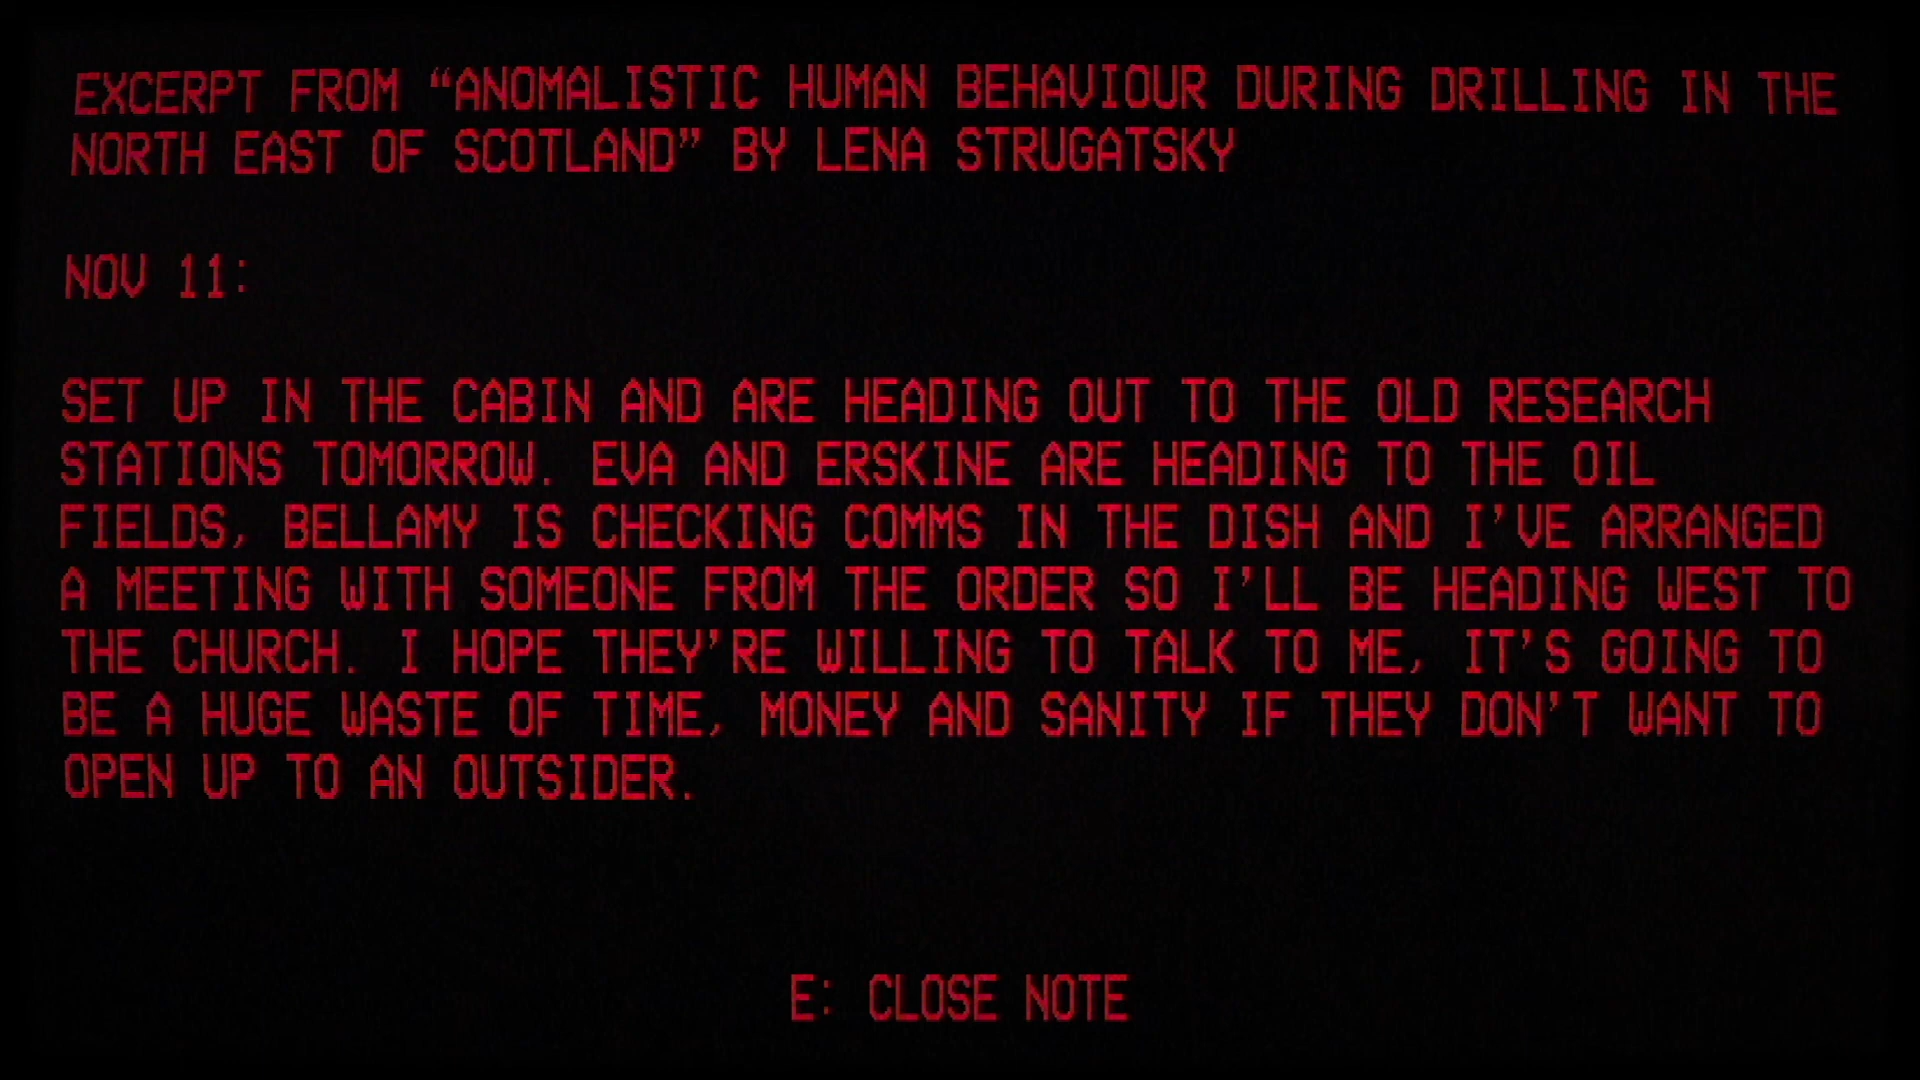 EXCERPT FROM “ANOMALISTIC HUMAN BEHAVIOUR DURING DRILLING IN THE
NORTH EAST OF SCOTLAND” BY LENA STRUGATSKY
NOV 11:
SET UP IN THE CABIN AND ARE HEADING OUT TO THE OLD RESEARCH
STATIONS TOMORROW. EVA AND ERSKINE ARE HEADING TO THE OIL
FIELDS, BELLAMY IS CHECKING COMMS IN THE DISH AND I’VE ARRANGED
A MEETING WITH SOMEONE FROM THE ORDER SO I’LL BE HEADING WEST TO
THE CHURCH. I HOPE THEY’RE WILLING TO TALK TO ME, IT’S GOING TO
BE A HUGE WASTE OF TIME, MONEY AND SANITY IF THEY DON’T WANT TO
OPEN UP TO AN OUTSIDER.
E: CLOSE NOTE